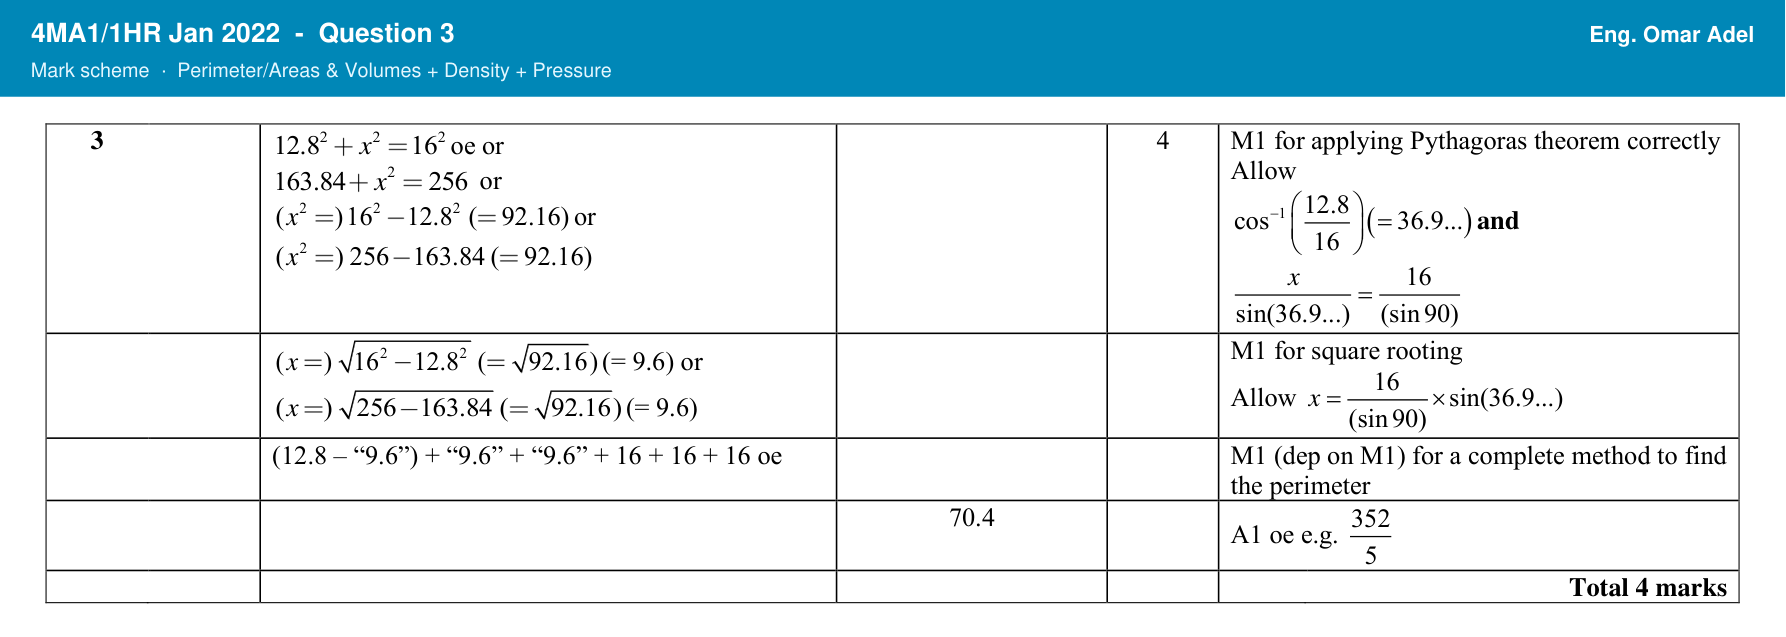 4MA1/1HR Jan 2022 - Question 3
Eng. Omar Adel
Mark scheme · Perimeter/Areas & Volumes + Density + Pressure
3
12.8² + x² = 16² oe or
163.84 + x² = 256 or
(x² =) 16² − 12.8² (= 92.16) or
(x² =) 256 − 163.84 (= 92.16)
4
M1 for applying Pythagoras theorem correctly
Allow
cos⁻¹(12.8/16)(= 36.9...) and
x/sin(36.9...) = 16/(sin 90)
(x =) √(16² − 12.8²) (= √92.16) (= 9.6) or
(x =) √(256 − 163.84) (= √92.16) (= 9.6)
M1 for square rooting
Allow x = 16/(sin 90) × sin(36.9...)
(12.8 – “9.6”) + “9.6” + “9.6” + 16 + 16 + 16 oe
M1 (dep on M1) for a complete method to find
the perimeter
70.4
A1 oe e.g. 352/5
Total 4 marks